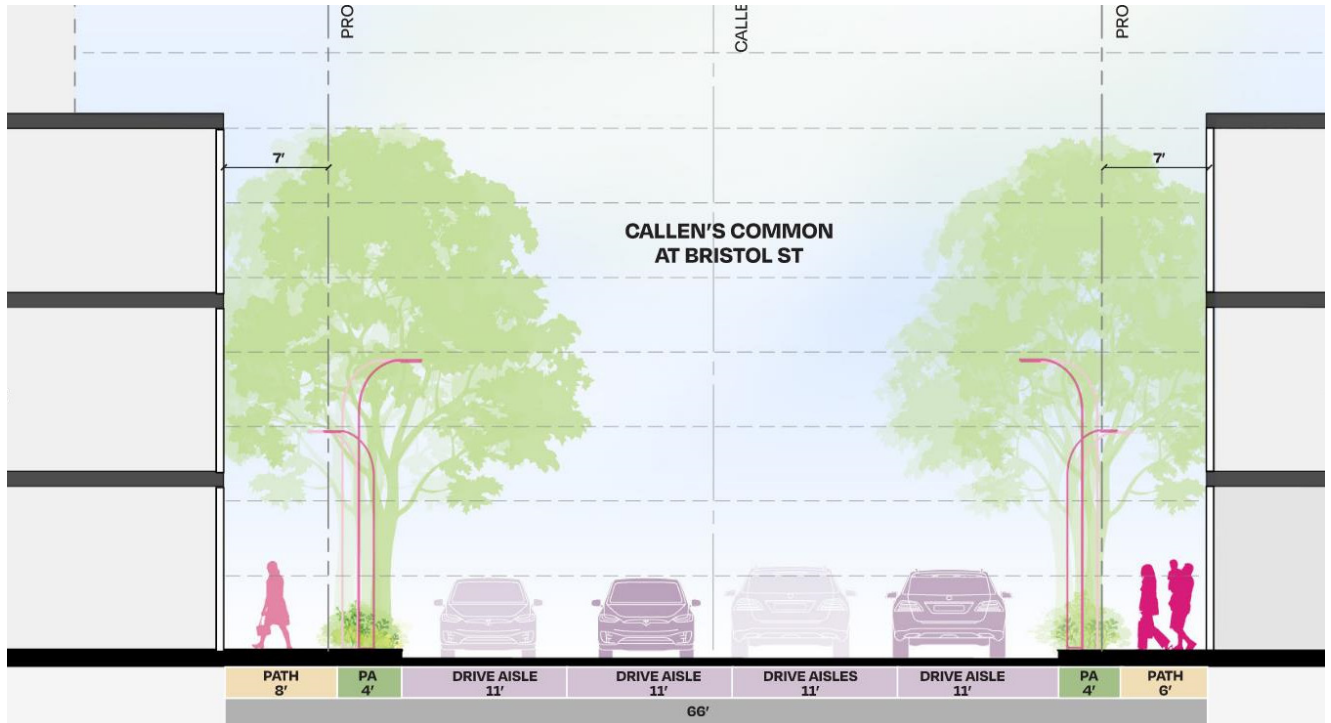 PRO
CALLE
PRO
7′
7′
CALLEN'S COMMON
AT BRISTOL ST
PATH
8′
PA
4′
DRIVE AISLE
11′
DRIVE AISLE
11′
DRIVE AISLES
11′
DRIVE AISLE
11′
PA
4′
PATH
6′
66′